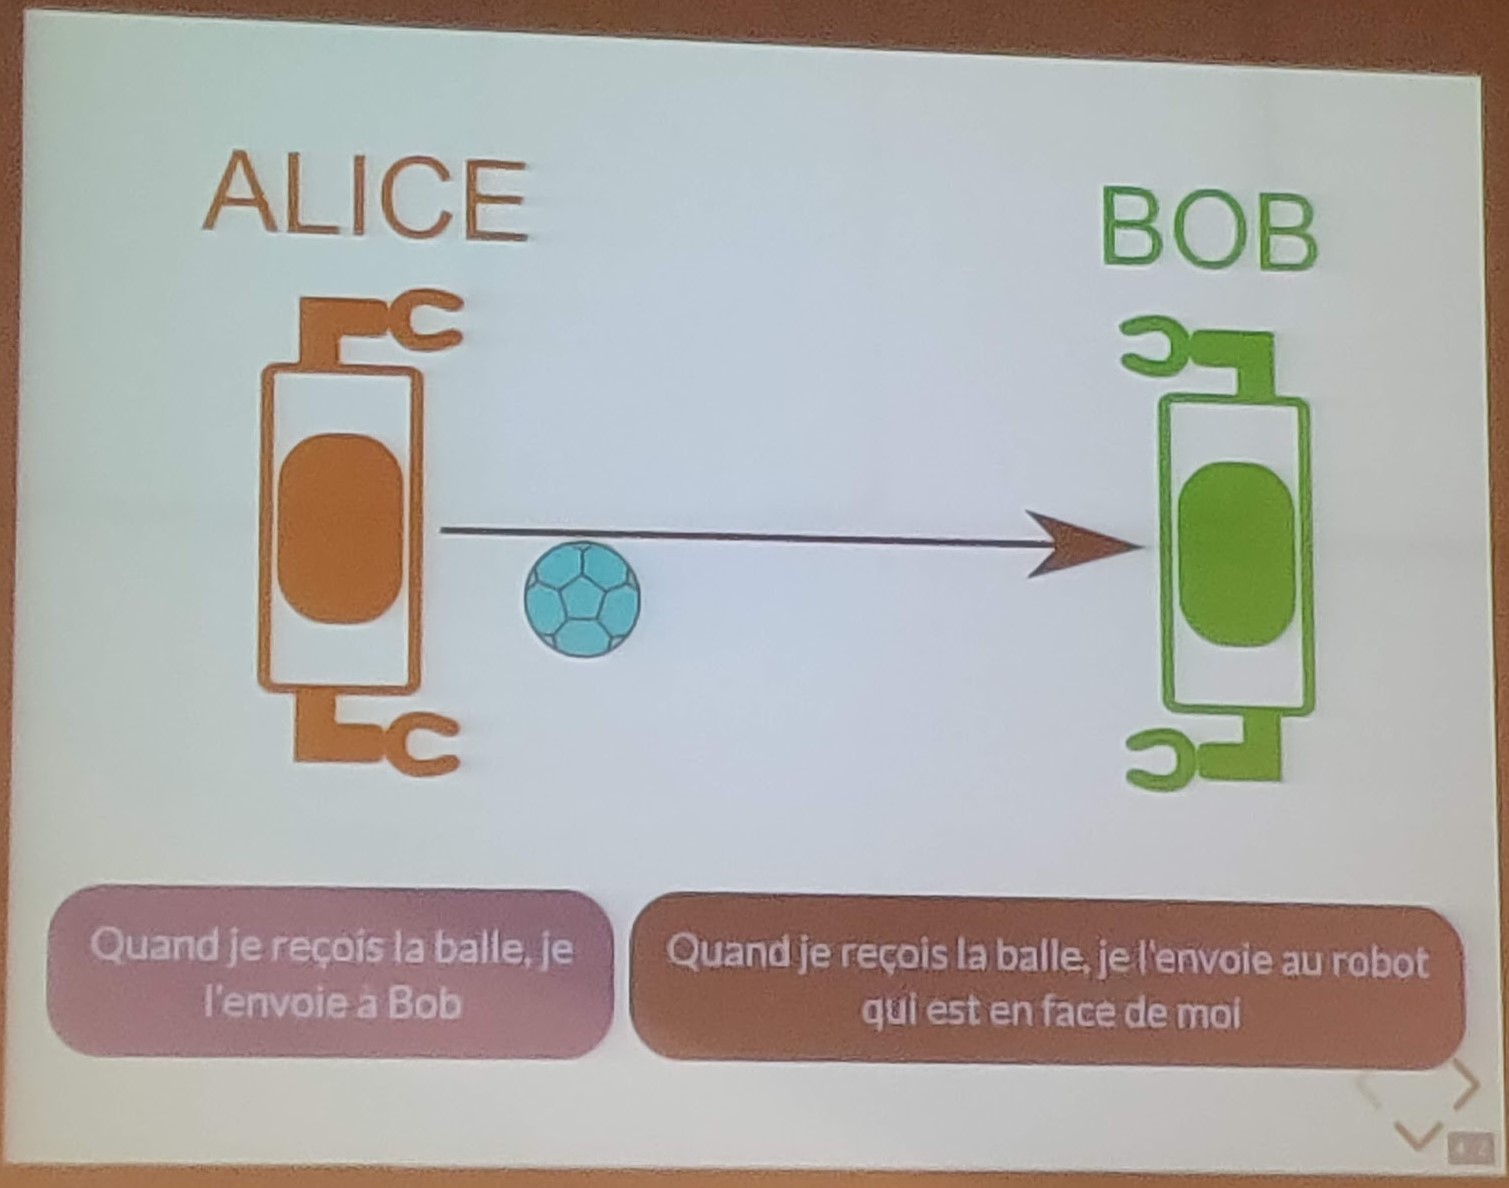 ALICE
BOB
Quand je reçois la balle, je
l'envoie à Bob
Quand je reçois la balle, je l'envoie au robot
qui est en face de moi